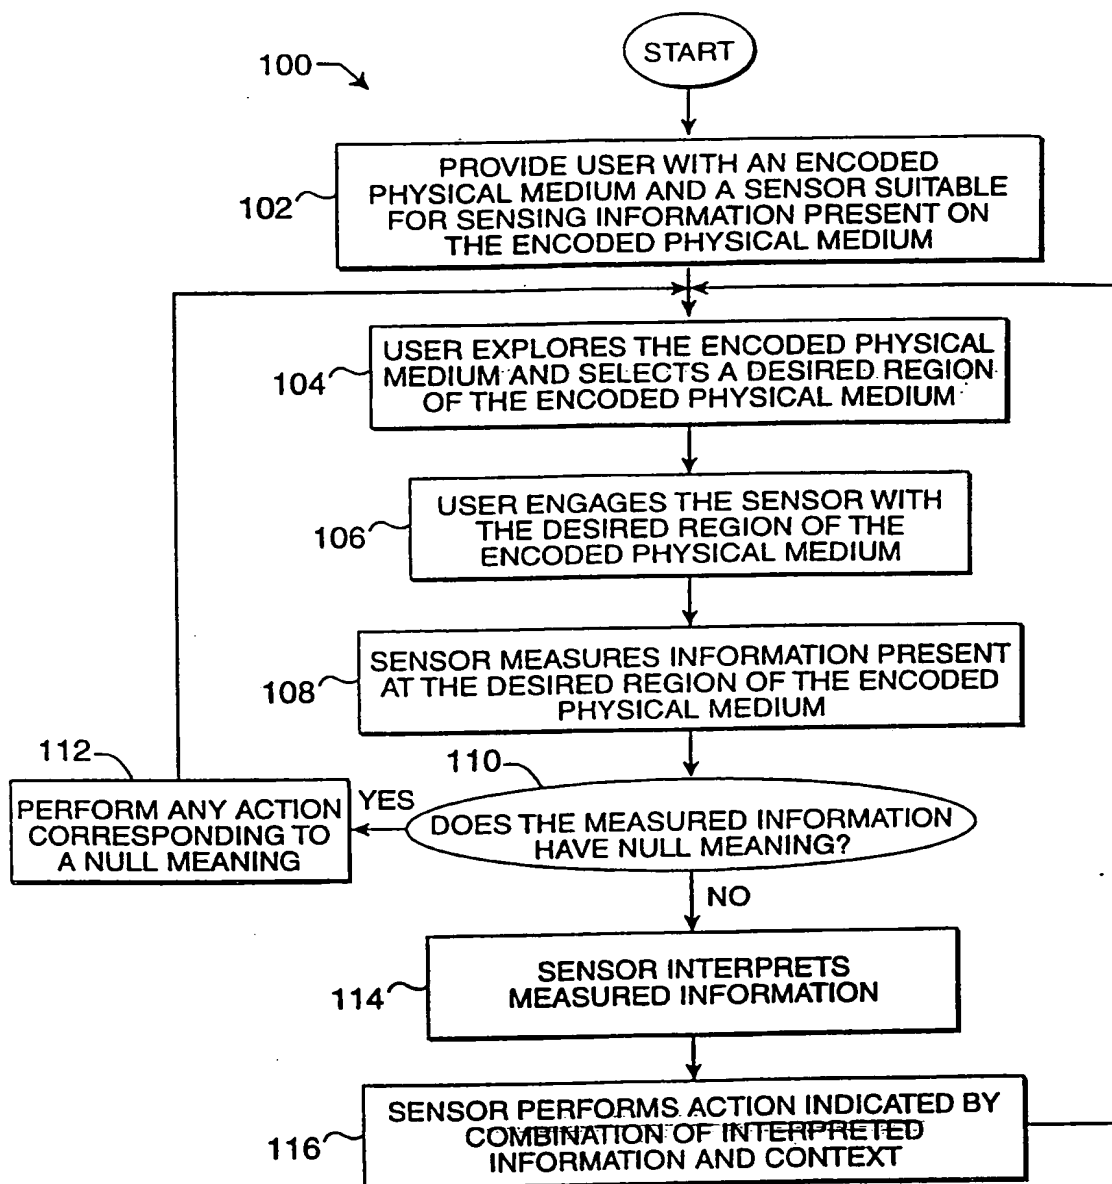 START
100
PROVIDE USER WITH AN ENCODED
PHYSICAL MEDIUM AND A SENSOR SUITABLE
FOR SENSING INFORMATION PRESENT ON
THE ENCODED PHYSICAL MEDIUM
102
USER EXPLORES THE ENCODED PHYSICAL
MEDIUM AND SELECTS A DESIRED REGION
OF THE ENCODED PHYSICAL MEDIUM
104
USER ENGAGES THE SENSOR WITH
THE DESIRED REGION OF THE
ENCODED PHYSICAL MEDIUM
106
SENSOR MEASURES INFORMATION PRESENT
AT THE DESIRED REGION OF THE ENCODED
PHYSICAL MEDIUM
108
110
DOES THE MEASURED INFORMATION
HAVE NULL MEANING?
YES
112
PERFORM ANY ACTION
CORRESPONDING TO
A NULL MEANING
NO
SENSOR INTERPRETS
MEASURED INFORMATION
114
SENSOR PERFORMS ACTION INDICATED BY
COMBINATION OF INTERPRETED
INFORMATION AND CONTEXT
116